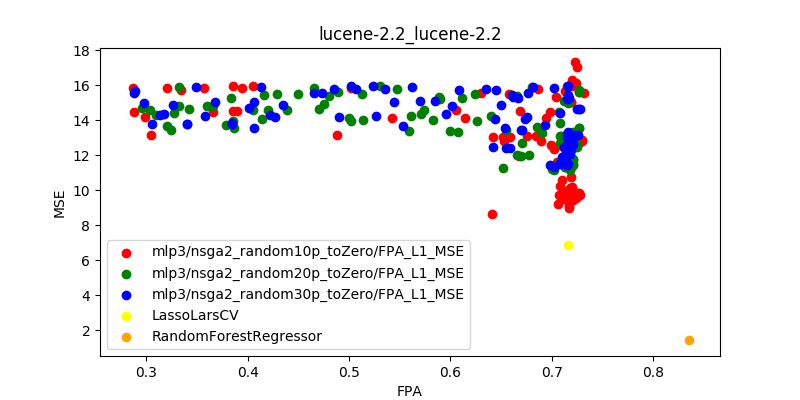 lucene-2.2_lucene-2.2
18
16
14
12
10
8
6
4
2
MSE
mlp3/nsga2_random10p_toZero/FPA_L1_MSE
mlp3/nsga2_random20p_toZero/FPA_L1_MSE
mlp3/nsga2_random30p_toZero/FPA_L1_MSE
LassoLarsCV
RandomForestRegressor
0.3 0.4 0.5 0.6 0.7 0.8
FPA